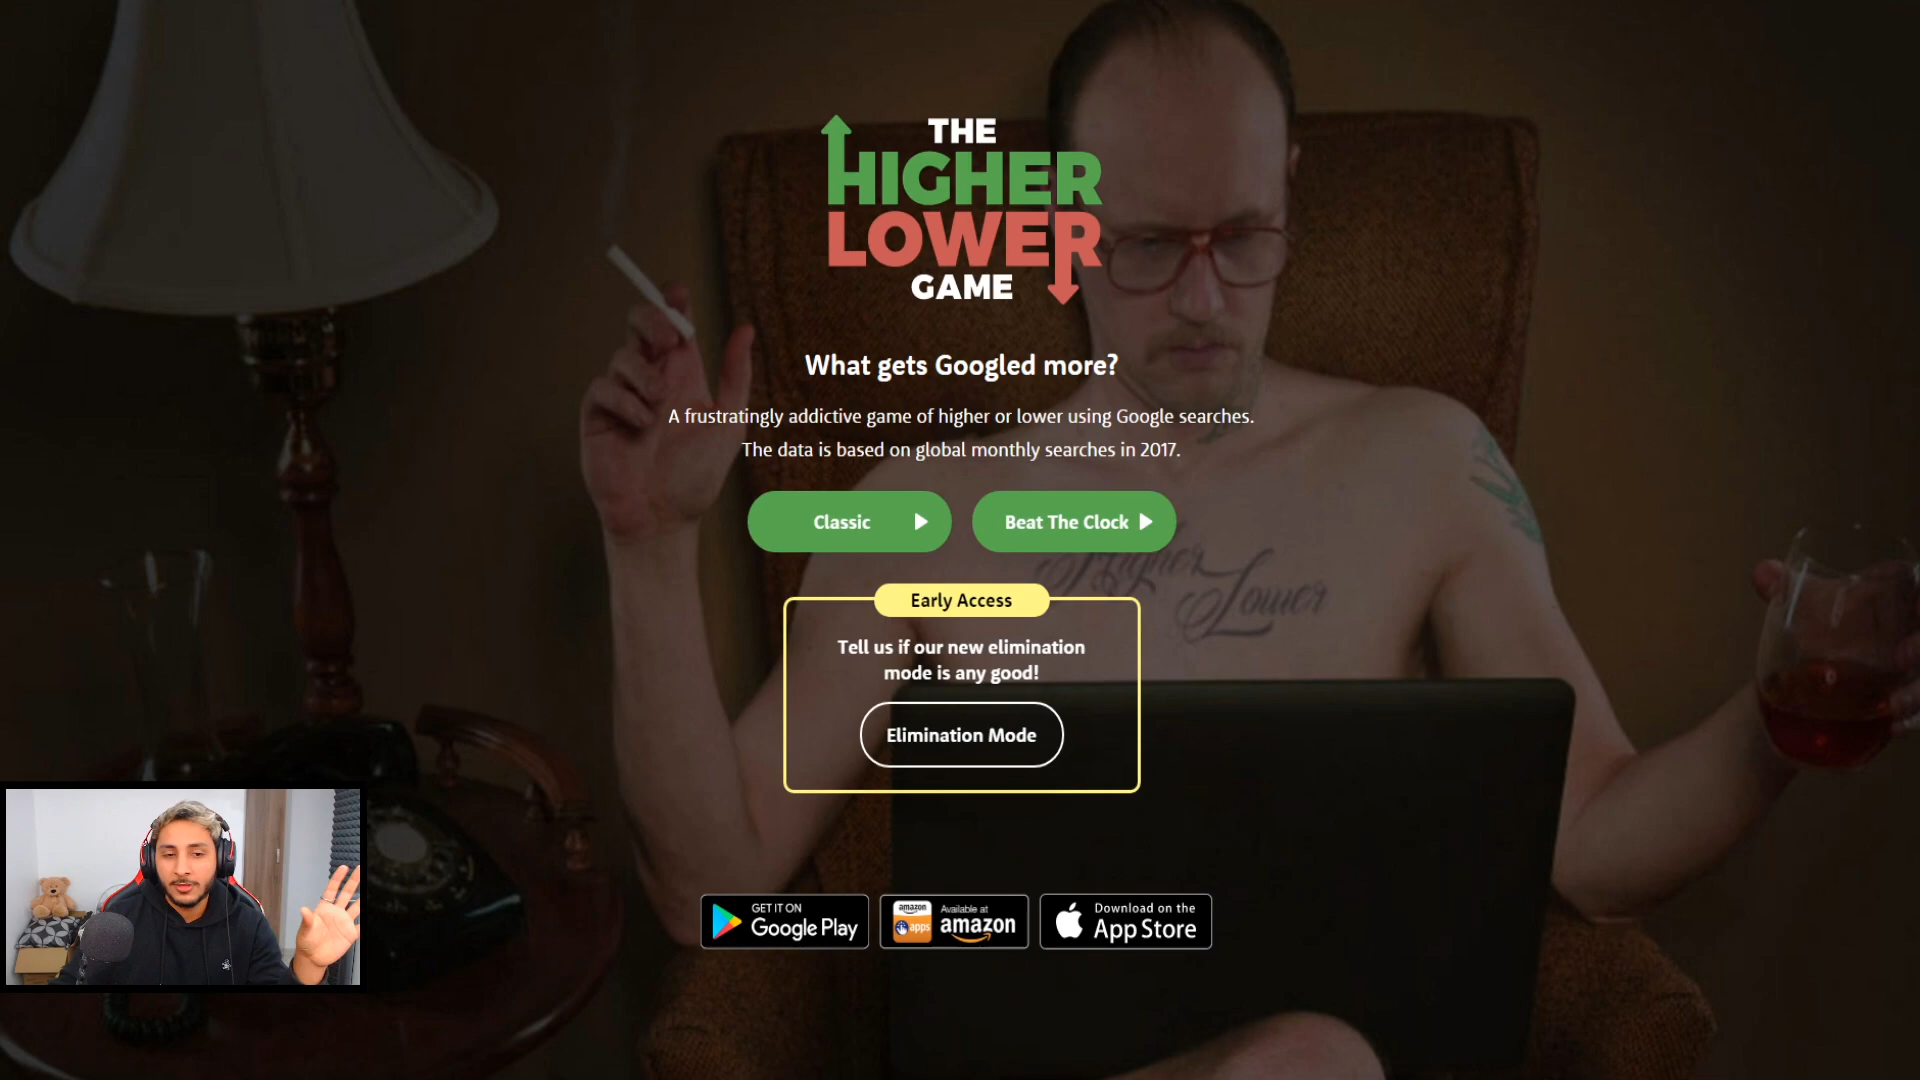 THE
HIGHER
LOWER
GAME
What gets Googled more?
A frustratingly addictive game of higher or lower using Google searches.
The data is based on global monthly searches in 2017.
Classic
Beat The Clock
Higher
Lower
Early Access
Tell us if our new elimination
mode is any good!
Elimination Mode
GET IT ON
Google Play
amazon
apps
Available at
amazon
Download on the
App Store